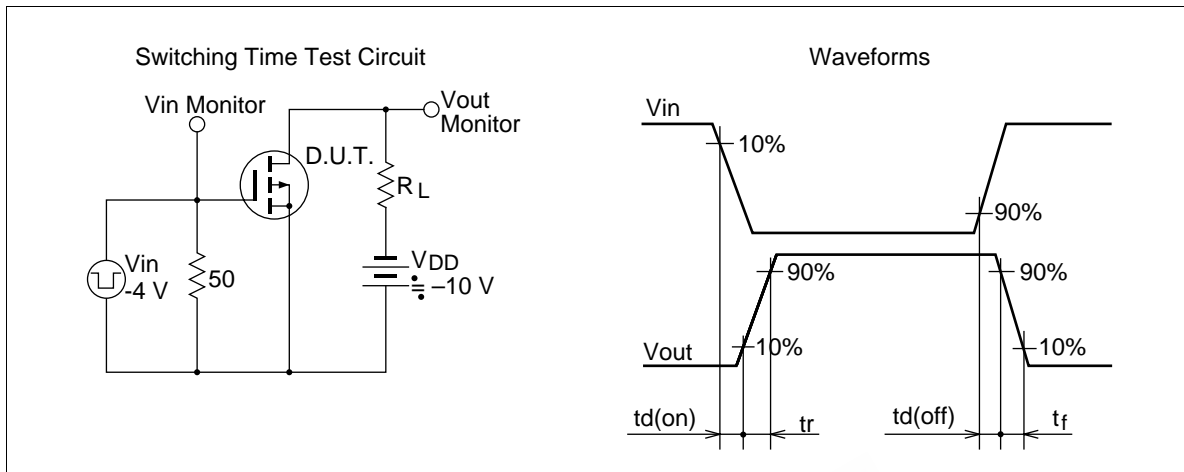 Switching Time Test Circuit
Vin Monitor
Vout
Monitor
D.U.T.
RL
Vin
-4 V
50
VDD
≒ –10 V
Waveforms
Vin
10%
90%
90%
90%
10%
10%
Vout
td(on)
tr
td(off)
tf